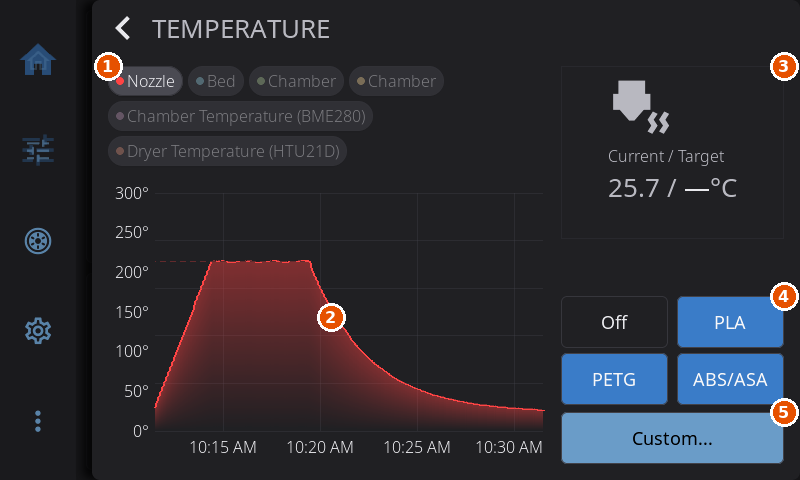 TEMPERATURE
1
Nozzle
Bed
Chamber
Chamber
3
Chamber Temperature (BME280)
Dryer Temperature (HTU21D)
Current / Target
25.7 / —°C
300°
250°
200°
150°
100°
50°
0°
2
10:15 AM
10:20 AM
10:25 AM
10:30 AM
4
Off
PLA
PETG
ABS/ASA
5
Custom...